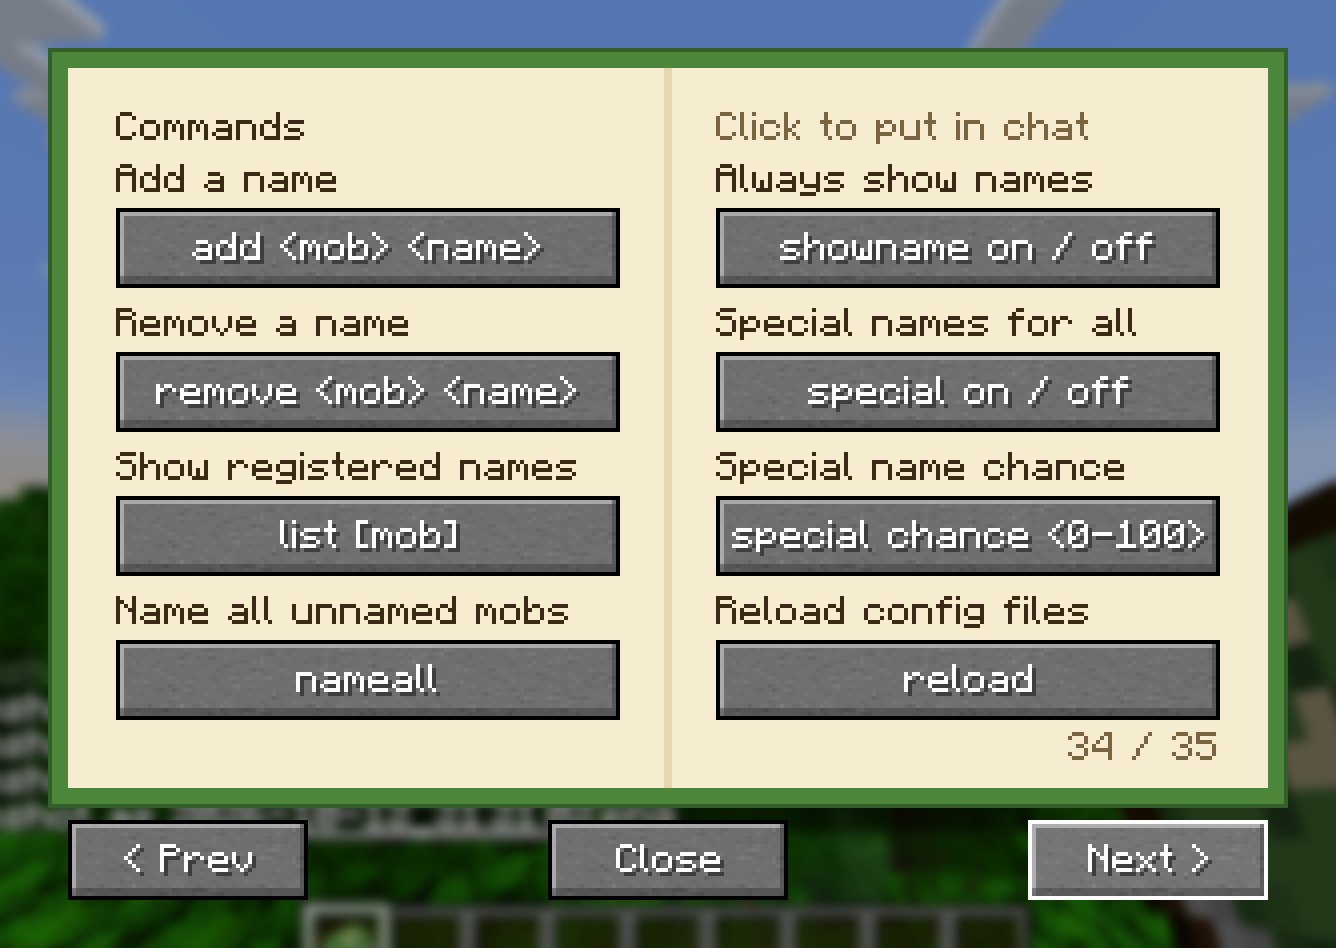 Commands
Add a name
add <mob> <name>
Remove a name
remove <mob> <name>
Show registered names
list [mob]
Name all unnamed mobs
nameall
Click to put in chat
Always show names
showname on / off
Special names for all
special on / off
Special name chance
special chance <0-100>
Reload config files
reload
34 / 35
< Prev
Close
Next >